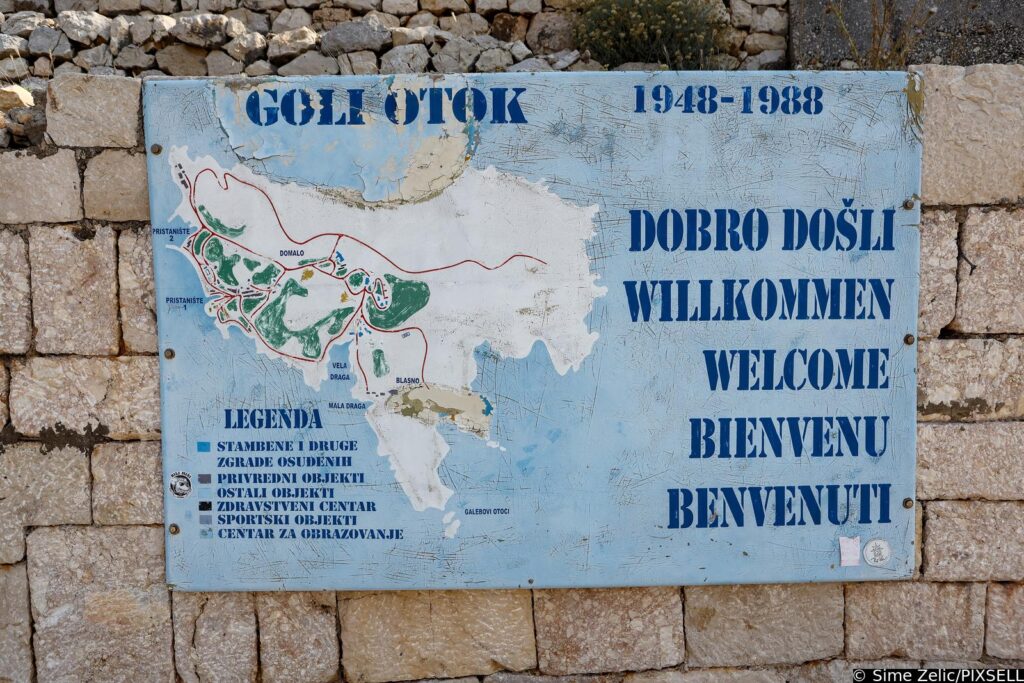 GOLI OTOK
1948-1988
DOBRO DOŠLI
WILLKOMMEN
WELCOME
BIENVENU
BENVENUTI
PRISTANIŠTE
2
DOMALO
PRISTANIŠTE
1
VELA
DRAGA
BLASNO
MALA DRAGA
GALEBOVI OTOCI
LEGENDA
STAMBENE I DRUGE
ZGRADE OSUĐENIH
PRIVREDNI OBJEKTI
OSTALI OBJEKTI
ZDRAVSTVENI CENTAR
SPORTSKI OBJEKTI
CENTAR ZA OBRAZOVANJE
© Sime Zelic/PIXSELL